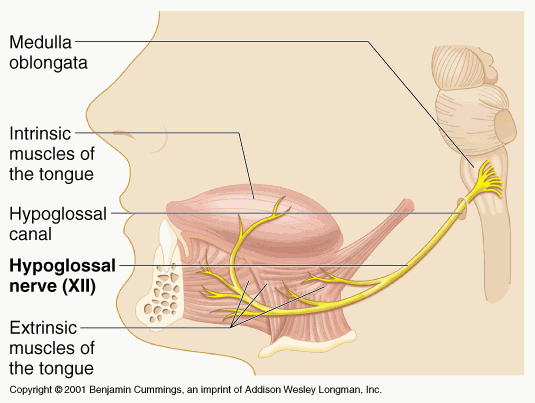 Medulla
oblongata
Intrinsic
muscles of
the tongue
Hypoglossal
canal
Hypoglossal
nerve (XII)
Extrinsic
muscles of
the tongue
Copyright © 2001 Benjamin Cummings, an imprint of Addison Wesley Longman, Inc.